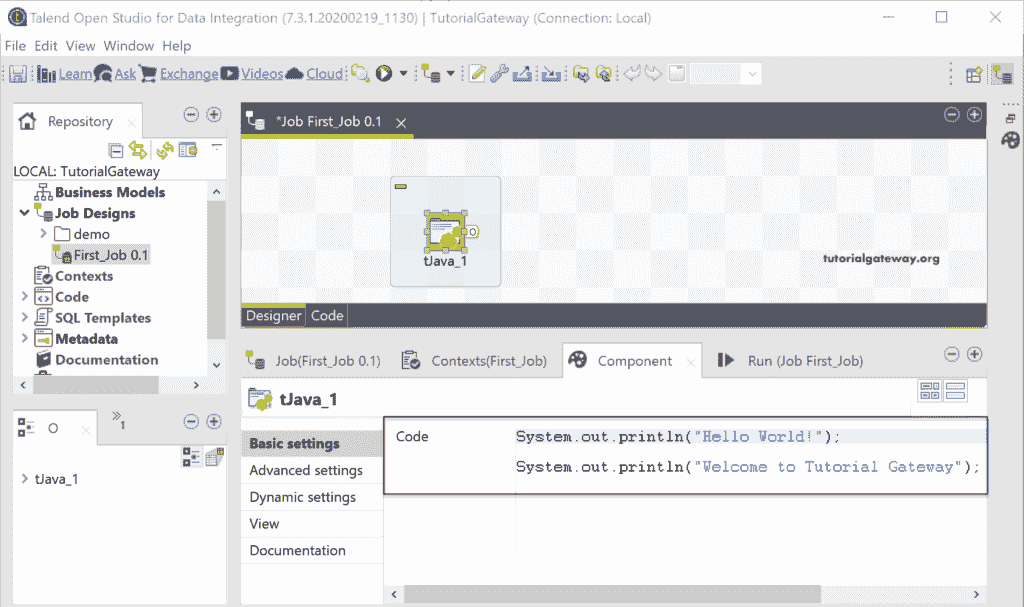 Talend Open Studio for Data Integration (7.3.1.20200219_1130) | TutorialGateway (Connection: Local)
File Edit View Window Help
Learn Ask Exchange Videos Cloud
Repository
LOCAL: TutorialGateway
Business Models
Job Designs
demo
First_Job 0.1
Contexts
Code
SQL Templates
Metadata
Documentation
*Job First_Job 0.1
tJava_1
tutorialgateway.org
Designer Code
O
»1
tJava_1
Job(First_Job 0.1) Contexts(First_Job) Component Run (Job First_Job)
tJava_1
Basic settings
Advanced settings
Dynamic settings
View
Documentation
Code
System.out.println("Hello World!");
System.out.println("Welcome to Tutorial Gateway");